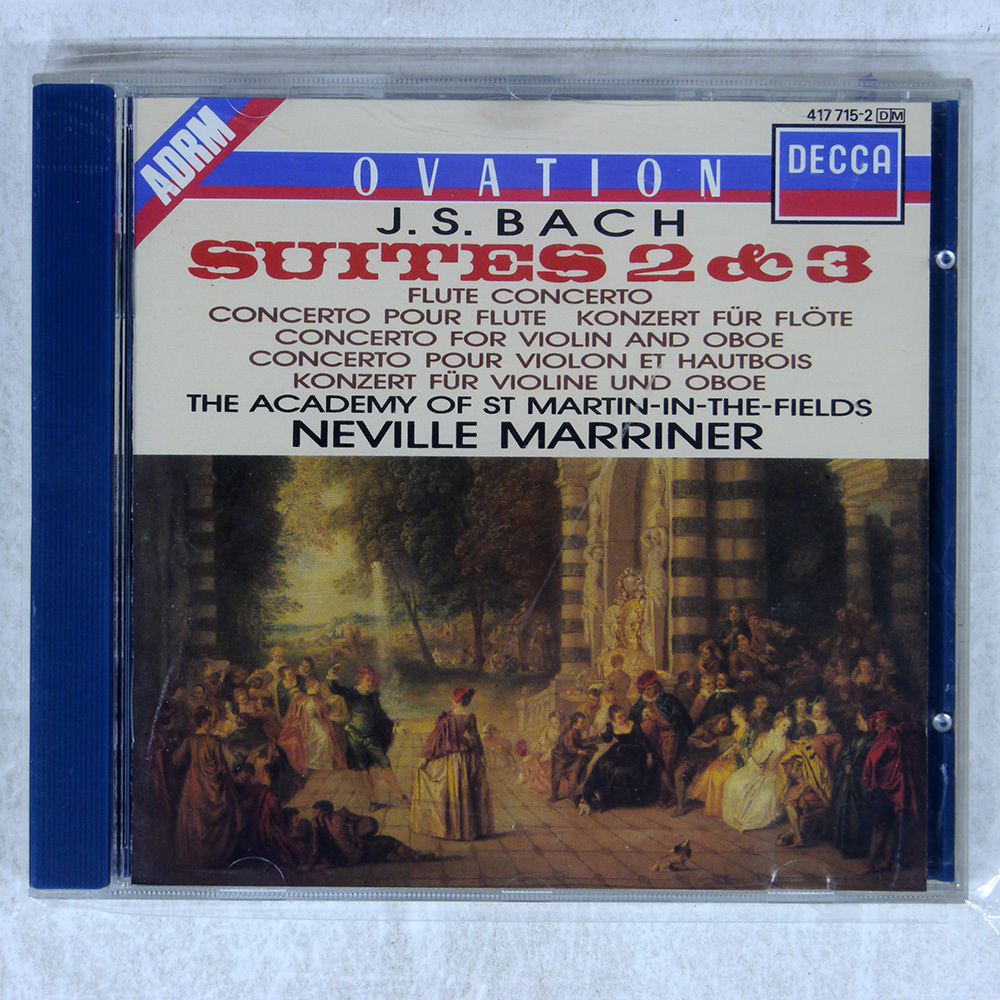 ADRM
417 715-2 DM
OVATION
DECCA
J.S. BACH
SUITES 2 & 3
FLUTE CONCERTO
CONCERTO POUR FLUTE KONZERT FÜR FLÖTE
CONCERTO FOR VIOLIN AND OBOE
CONCERTO POUR VIOLON ET HAUTBOIS
KONZERT FÜR VIOLINE UND OBOE
THE ACADEMY OF ST MARTIN-IN-THE-FIELDS
NEVILLE MARRINER